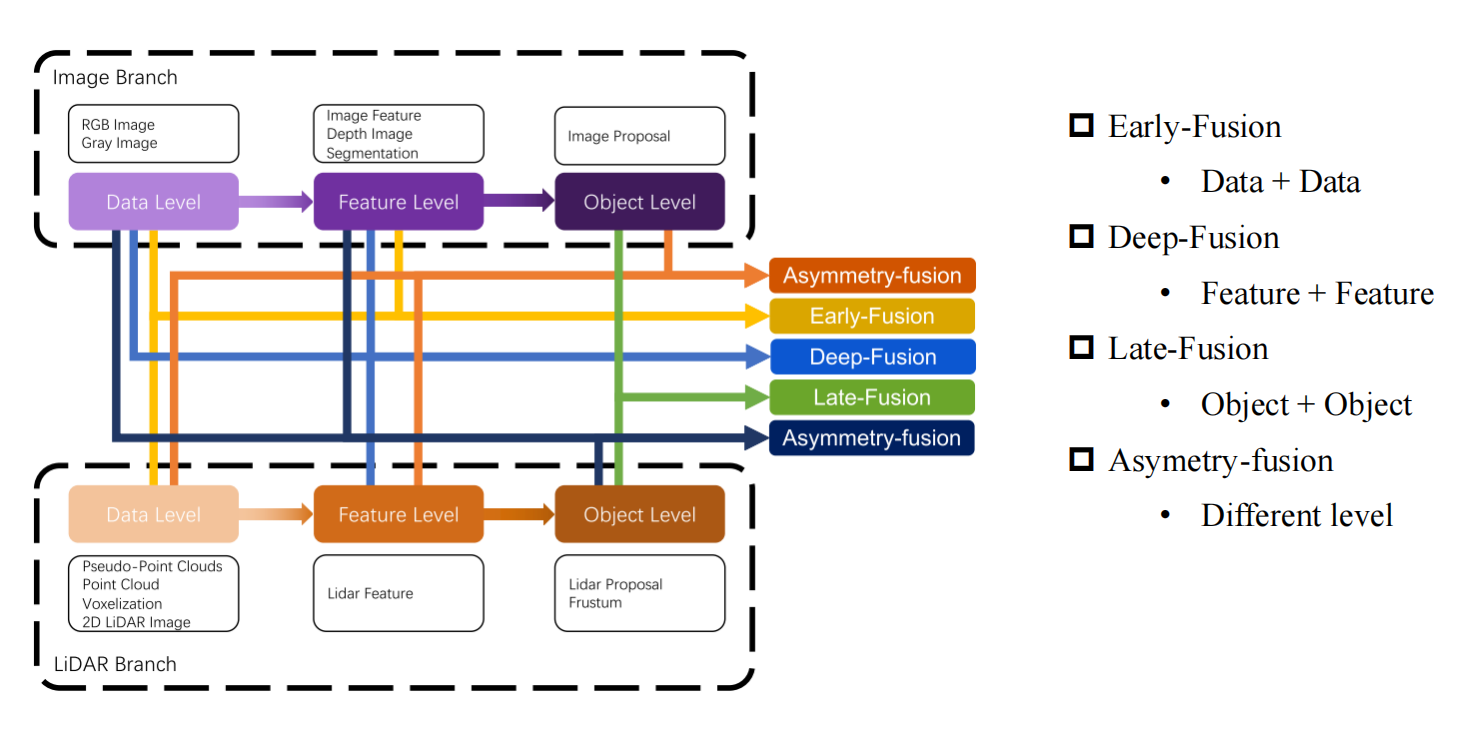 Image Branch
RGB Image
Gray Image
Image Feature
Depth Image
Segmentation
Image Proposal
Data Level
Feature Level
Object Level
Asymmetry-fusion
Early-Fusion
Deep-Fusion
Late-Fusion
Asymmetry-fusion
Data Level
Feature Level
Object Level
Pseudo-Point Clouds
Point Cloud
Voxelization
2D LiDAR Image
Lidar Feature
Lidar Proposal
Frustum
LiDAR Branch
Early-Fusion
• Data + Data
Deep-Fusion
• Feature + Feature
Late-Fusion
• Object + Object
Asymetry-fusion
• Different level